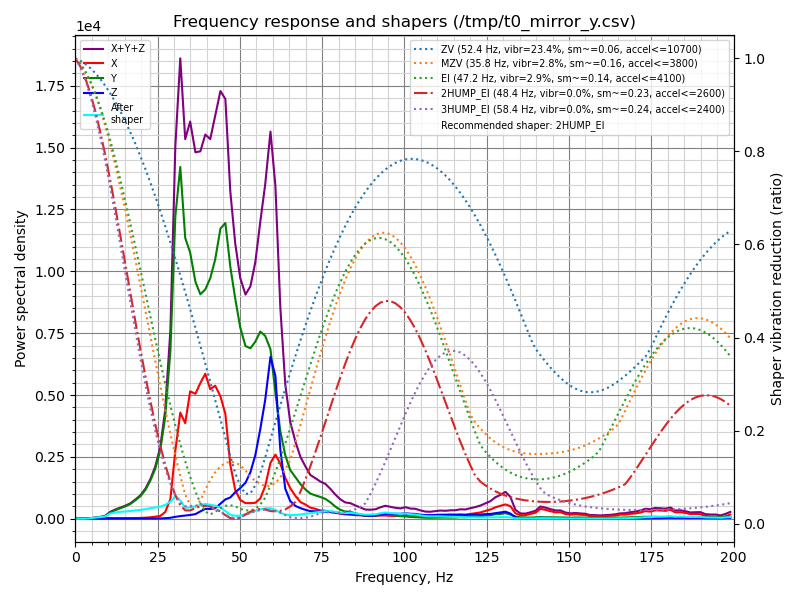 Frequency response and shapers (/tmp/t0_mirror_y.csv)
1e4
X+Y+Z
X
Y
Z
After
shaper
ZV (52.4 Hz, vibr=23.4%, sm~=0.06, accel<=10700)
MZV (35.8 Hz, vibr=2.8%, sm~=0.16, accel<=3800)
EI (47.2 Hz, vibr=2.9%, sm~=0.14, accel<=4100)
2HUMP_EI (48.4 Hz, vibr=0.0%, sm~=0.23, accel<=2600)
3HUMP_EI (58.4 Hz, vibr=0.0%, sm~=0.24, accel<=2400)
Recommended shaper: 2HUMP_EI
Power spectral density
1.75
1.50
1.25
1.00
0.75
0.50
0.25
0.00
1.0
0.8
0.6
0.4
0.2
0.0
Shaper vibration reduction (ratio)
0 25 50 75 100 125 150 175 200
Frequency, Hz